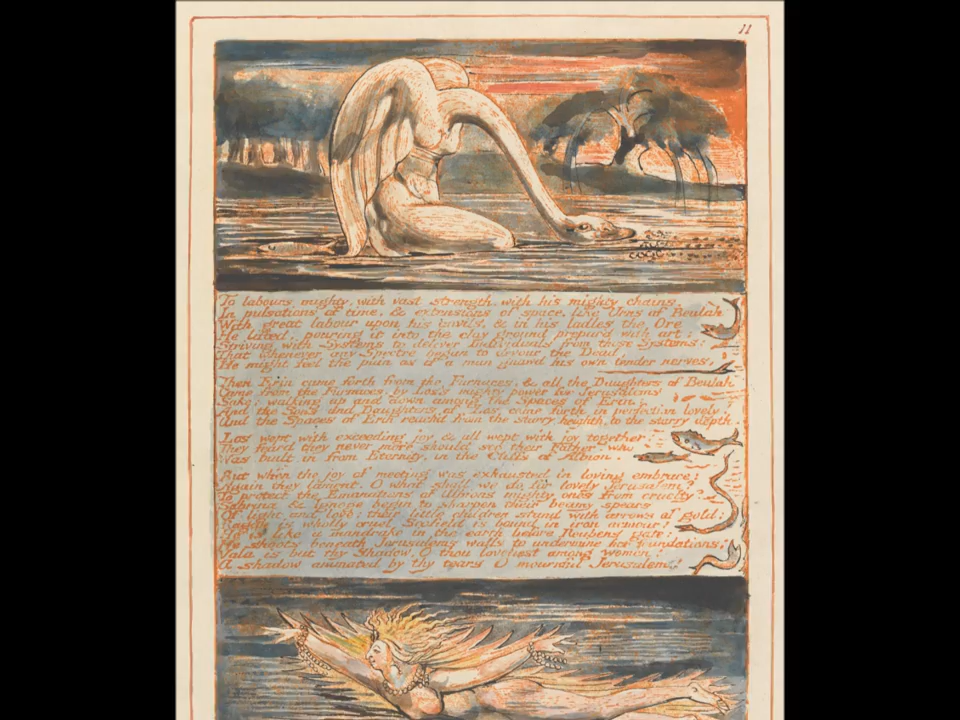 11
To labours mighty, with vast strength, with his mighty chains,
In pulsations of time, & extensions of space, like Urns of Beulah
With great labour upon his anvils, & in his ladles the Ore
He lifted, pouring it into the clay ground prepar'd with art;
Striving with Systems to deliver Individuals from those Systems;
That whenever any Spectre began to devour the Dead,
He might feel the pain as if a man gnawd his own tender nerves.
Then Erin came forth from the Furnaces, & all the Daughters of Beulah
Came from the Furnaces, by Los's mighty power for Jerusalems
Sake: walking up and down among the Spaces of Erin:
And the Sons and Daughters of Los came forth in perfection lovely!
And the Spaces of Erin reach'd from the starry heighth, to the starry depth.
Los wept with exceeding joy & all wept with joy together!
They feard they never more should see their Father, who
Was built in from Eternity, in the Cliffs of Albion.
But when the joy of meeting was exhausted in loving embrace;
Again they lament. O what shall we do for lovely Jerusalem?
To protect the Emanations of Albions mighty ones from cruelty?
Sabrina & Ignoge begin to sharpen their beamy spears
Of light and love: their little children stand with arrows of gold:
Ragan is wholly cruel Scofield is bound in iron armour!
He is like a mandrake in the earth before Reubens gate:
He shoots beneath Jerusalems walls to undermine her foundations;
Vala is but thy Shadow, O thou loveliest among women!
A shadow animated by thy tears O mournful Jerusalem!